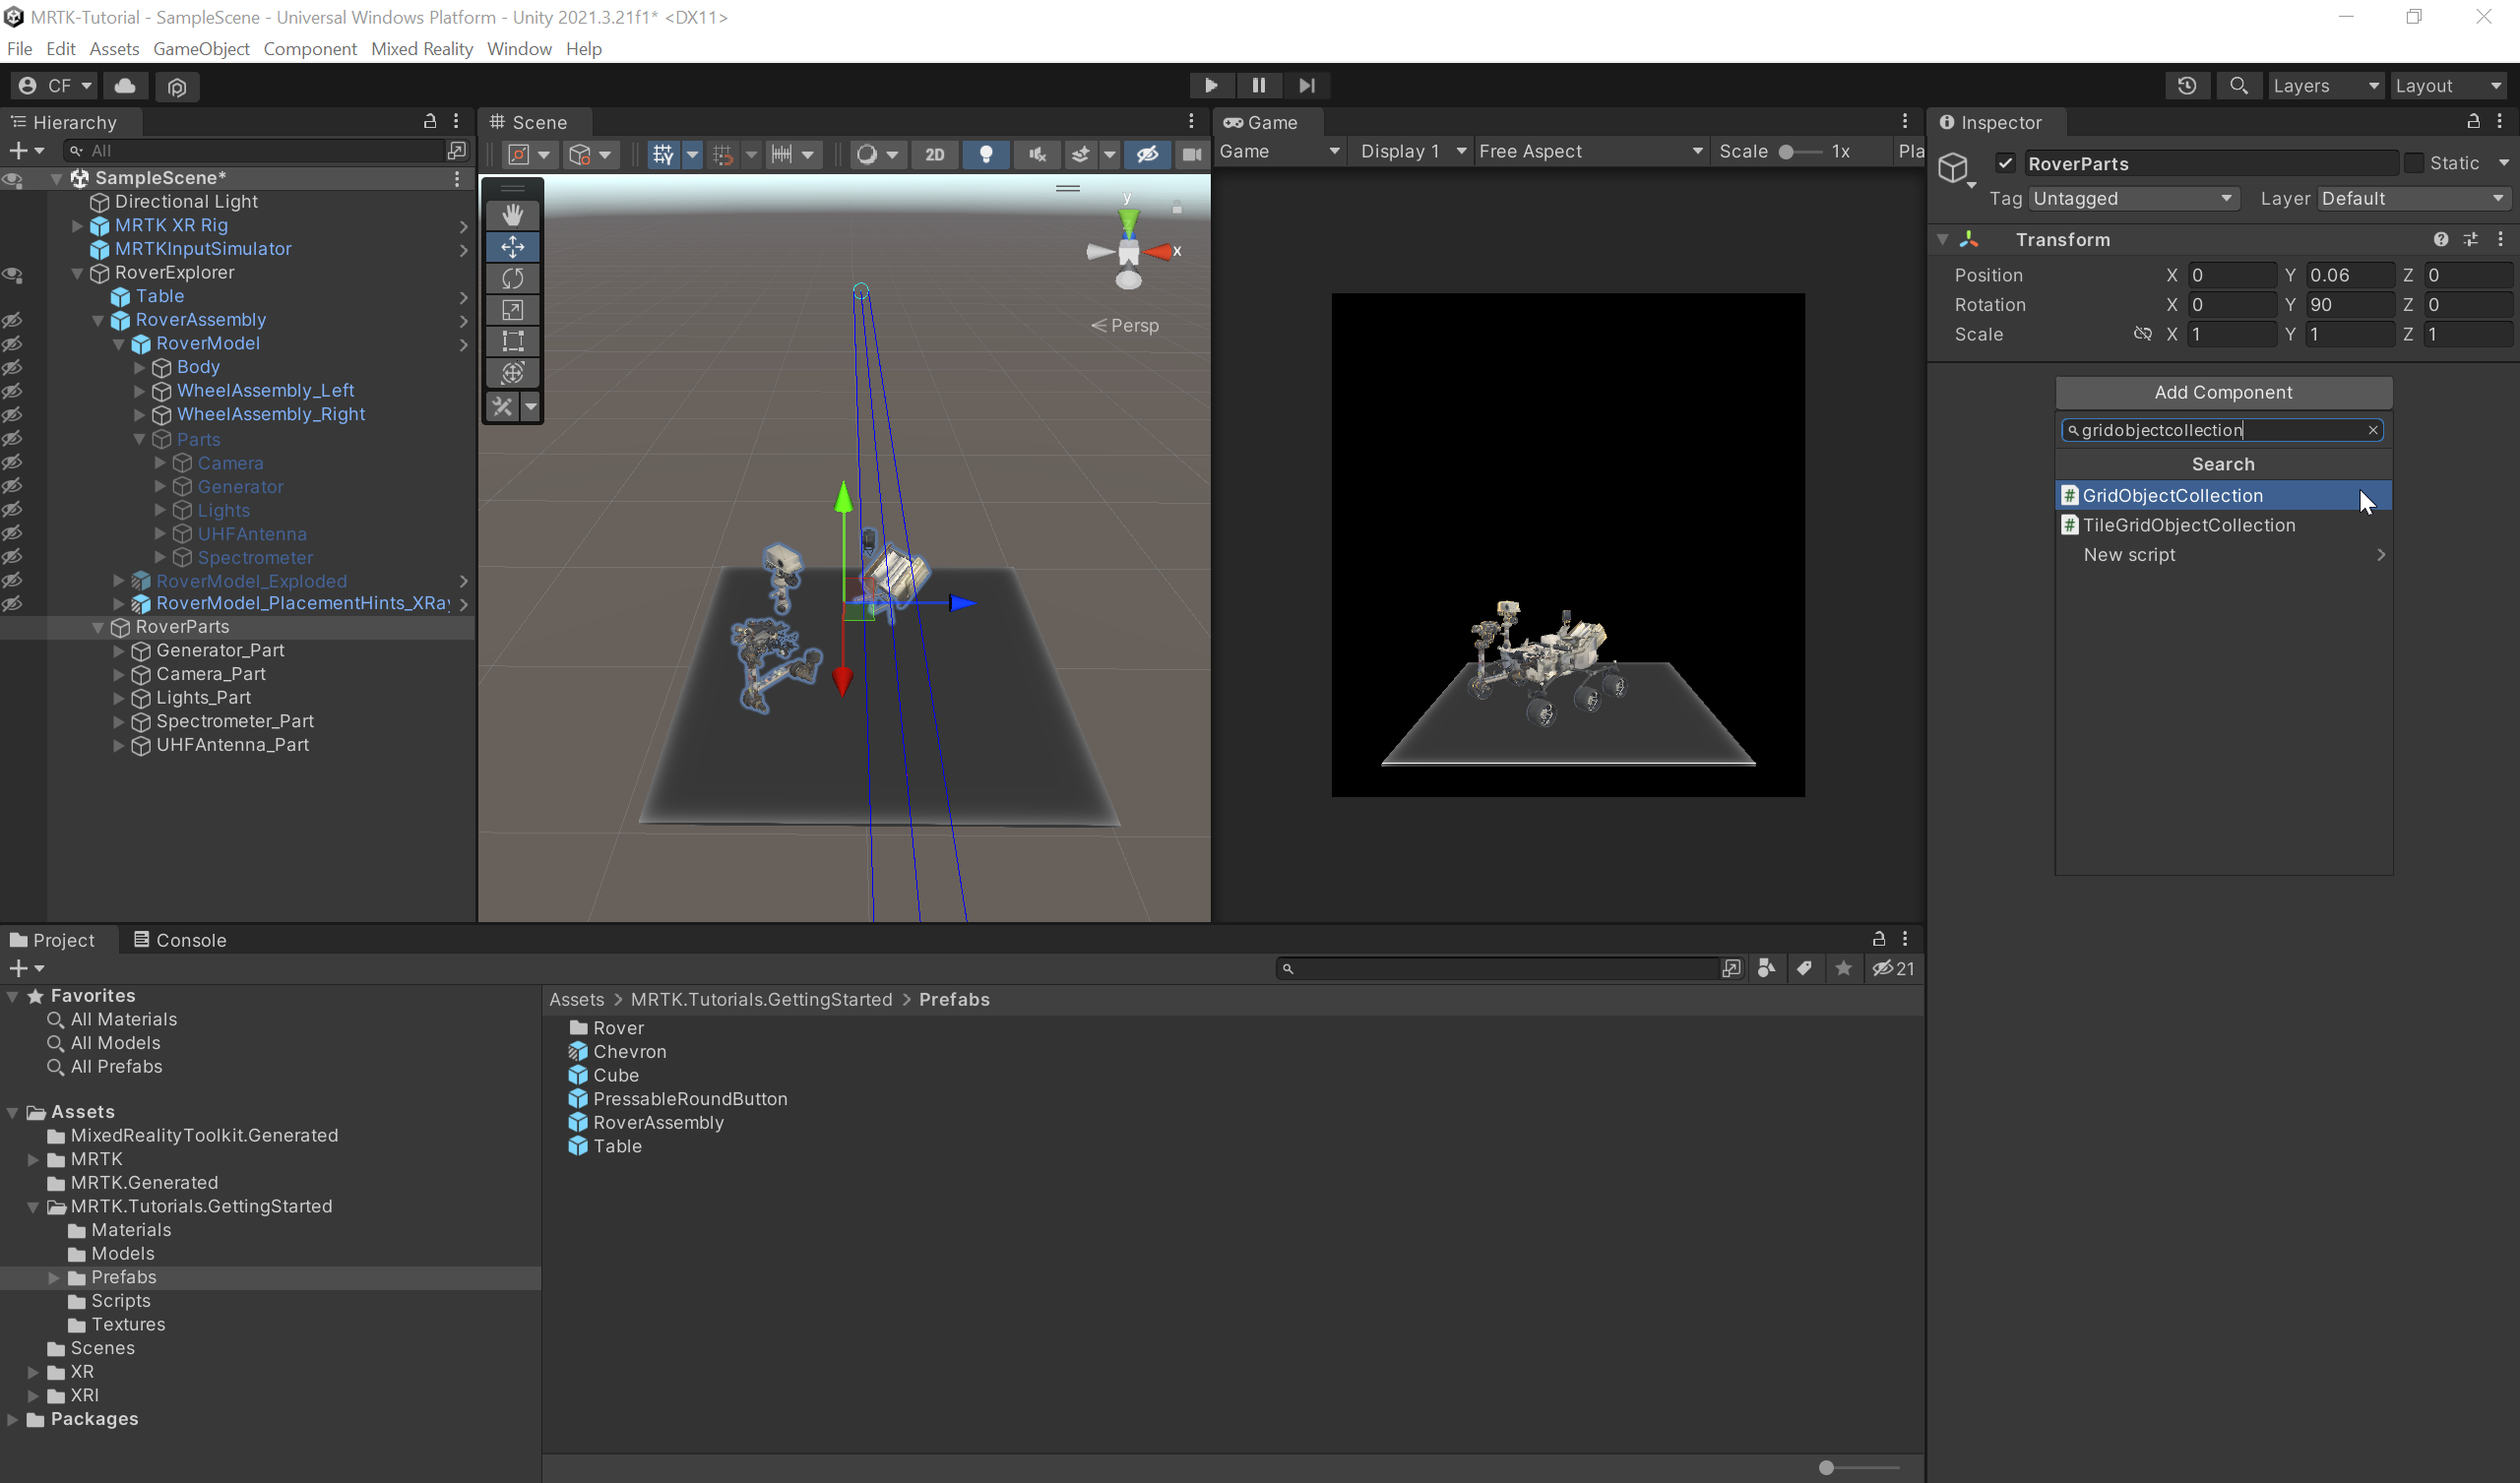 MRTK-Tutorial - SampleScene - Universal Windows Platform - Unity 2021.3.21f1* <DX11>
File Edit Assets GameObject Component Mixed Reality Window Help
CF
Layers
Layout
Hierarchy
All
SampleScene*
Directional Light
MRTK XR Rig
MRTKInputSimulator
RoverExplorer
Table
RoverAssembly
RoverModel
Body
WheelAssembly_Left
WheelAssembly_Right
Parts
Camera
Generator
Lights
UHFAntenna
Spectrometer
RoverModel_Exploded
RoverModel_PlacementHints_XRa
RoverParts
Generator_Part
Camera_Part
Lights_Part
Spectrometer_Part
UHFAntenna_Part
Scene
2D
y
x
Persp
Game
Game Display 1 Free Aspect Scale 1x Pla
Inspector
RoverParts Static
Tag Untagged Layer Default
Transform
Position X 0 Y 0.06 Z 0
Rotation X 0 Y 90 Z 0
Scale X 1 Y 1 Z 1
Add Component
gridobjectcollection
Search
GridObjectCollection
TileGridObjectCollection
New script
Project Console
21
Favorites
All Materials
All Models
All Prefabs
Assets
MixedRealityToolkit.Generated
MRTK
MRTK.Generated
MRTK.Tutorials.GettingStarted
Materials
Models
Prefabs
Scripts
Textures
Scenes
XR
XRI
Packages
Assets > MRTK.Tutorials.GettingStarted > Prefabs
Rover
Chevron
Cube
PressableRoundButton
RoverAssembly
Table